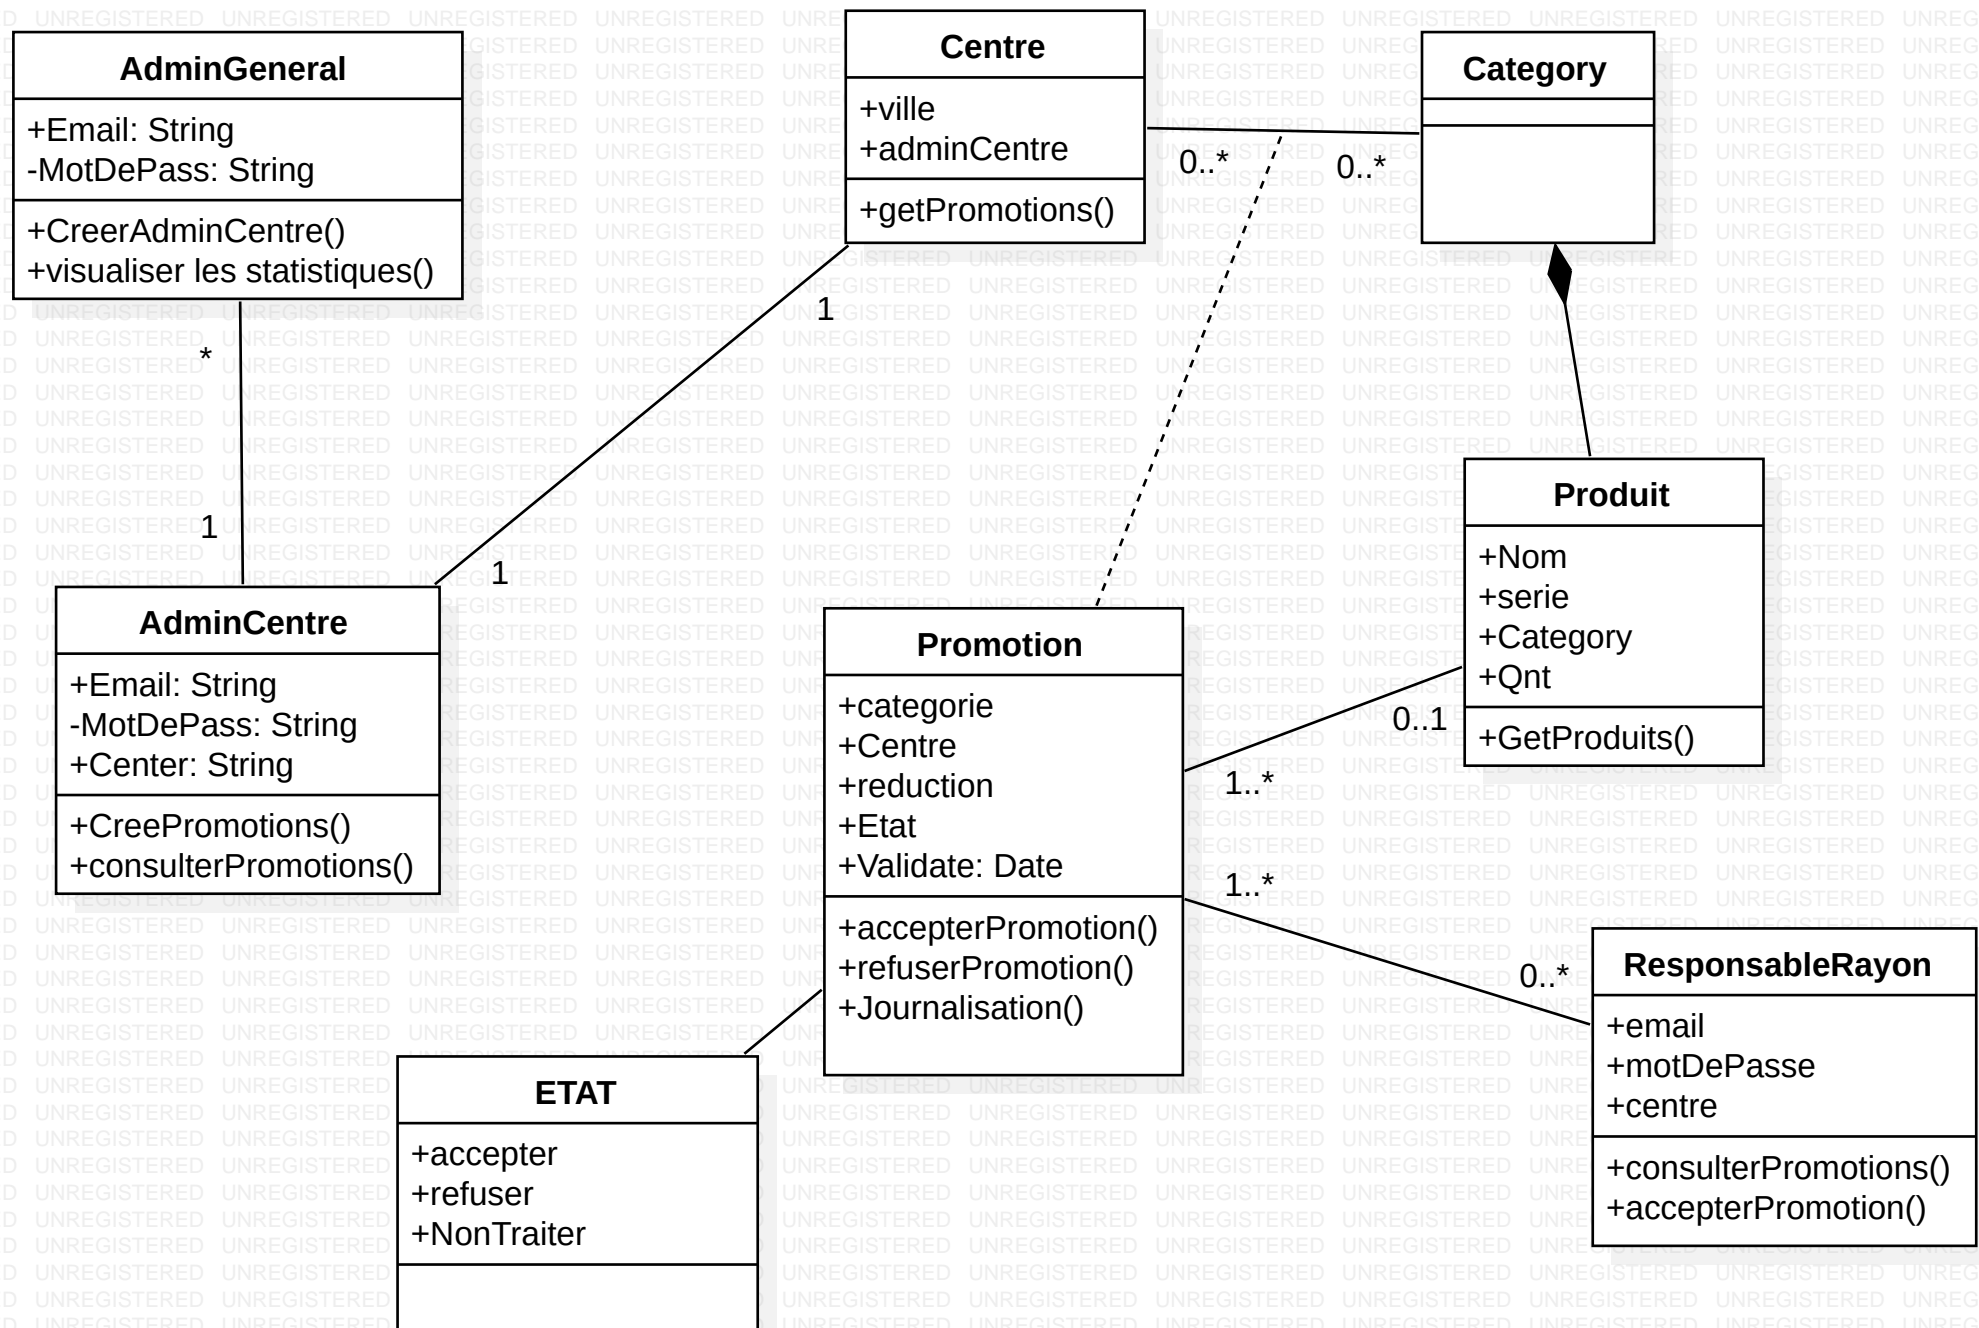 AdminGeneral
+Email: String
-MotDePass: String
+CreerAdminCentre()
+visualiser les statistiques()
*
1
AdminCentre
+Email: String
-MotDePass: String
+Center: String
+CreePromotions()
+consulterPromotions()
Centre
+ville
+adminCentre
+getPromotions()
1
1
0..*
0..*
Category
Produit
+Nom
+serie
+Category
+Qnt
+GetProduits()
0..1
1..*
Promotion
+categorie
+Centre
+reduction
+Etat
+Validate: Date
+accepterPromotion()
+refuserPromotion()
+Journalisation()
1..*
0..*
ResponsableRayon
+email
+motDePasse
+centre
+consulterPromotions()
+accepterPromotion()
ETAT
+accepter
+refuser
+NonTraiter
UNREGISTERED